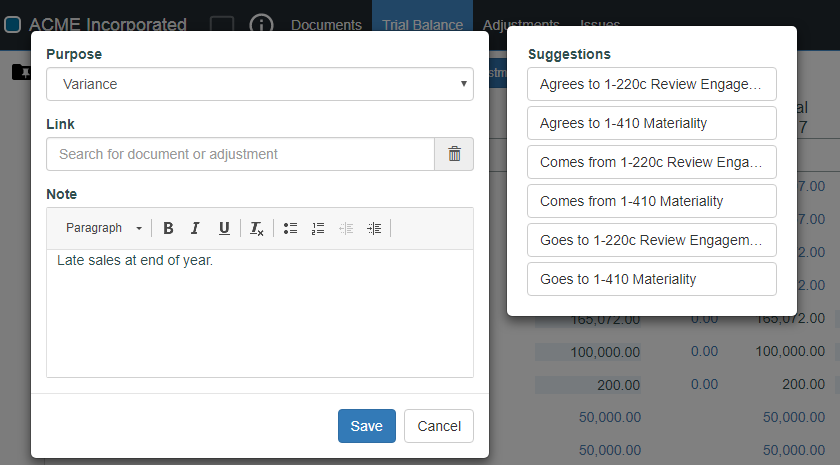 ACME Incorporated
Documents
Trial Balance
Adjustments
Issues
Purpose
Variance
Link
Search for document or adjustment
Note
Paragraph
B I U Tx
Late sales at end of year.
Save
Cancel
Suggestions
Agrees to 1-220c Review Engage...
Agrees to 1-410 Materiality
Comes from 1-220c Review Enga...
Comes from 1-410 Materiality
Goes to 1-220c Review Engagem...
Goes to 1-410 Materiality
165,072.00 0.00 165,072.00
100,000.00 0.00 100,000.00
200.00 0.00 200.00
50,000.00 50,000.00
50,000.00 50,000.00